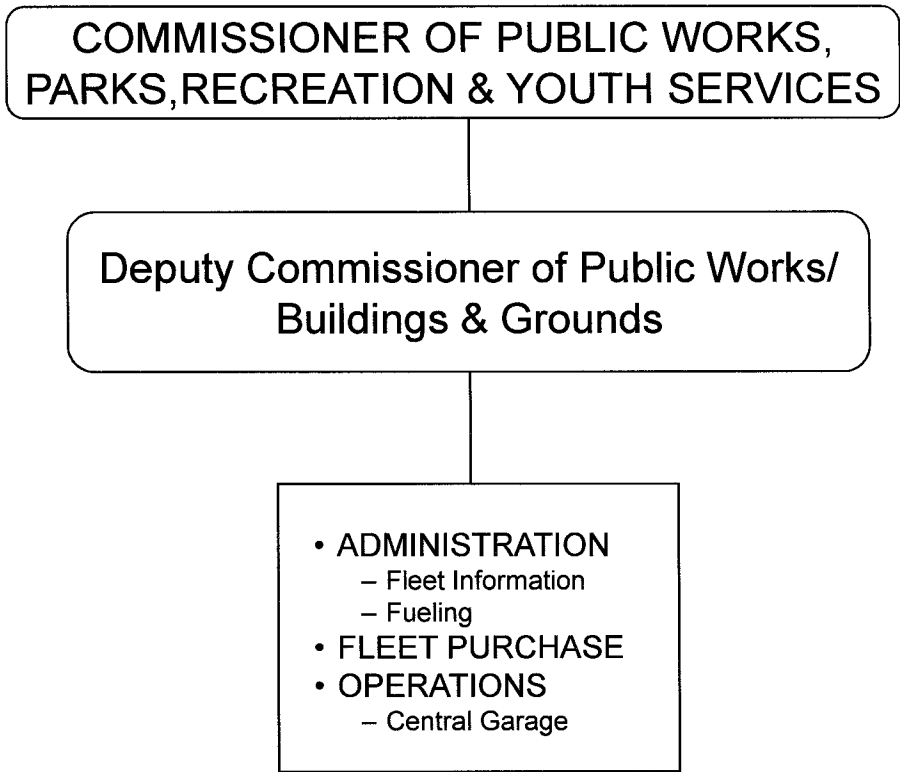 COMMISSIONER OF PUBLIC WORKS,
PARKS,RECREATION & YOUTH SERVICES
Deputy Commissioner of Public Works/
Buildings & Grounds
• ADMINISTRATION
– Fleet Information
– Fueling
• FLEET PURCHASE
• OPERATIONS
– Central Garage